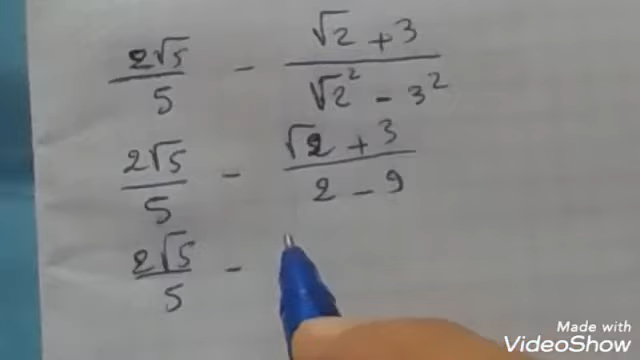 2√5/5 - (√2 + 3)/(√2² - 3²)
2√5/5 - (√2 + 3)/(2 - 9)
2√5/5 -
Made with
VideoShow